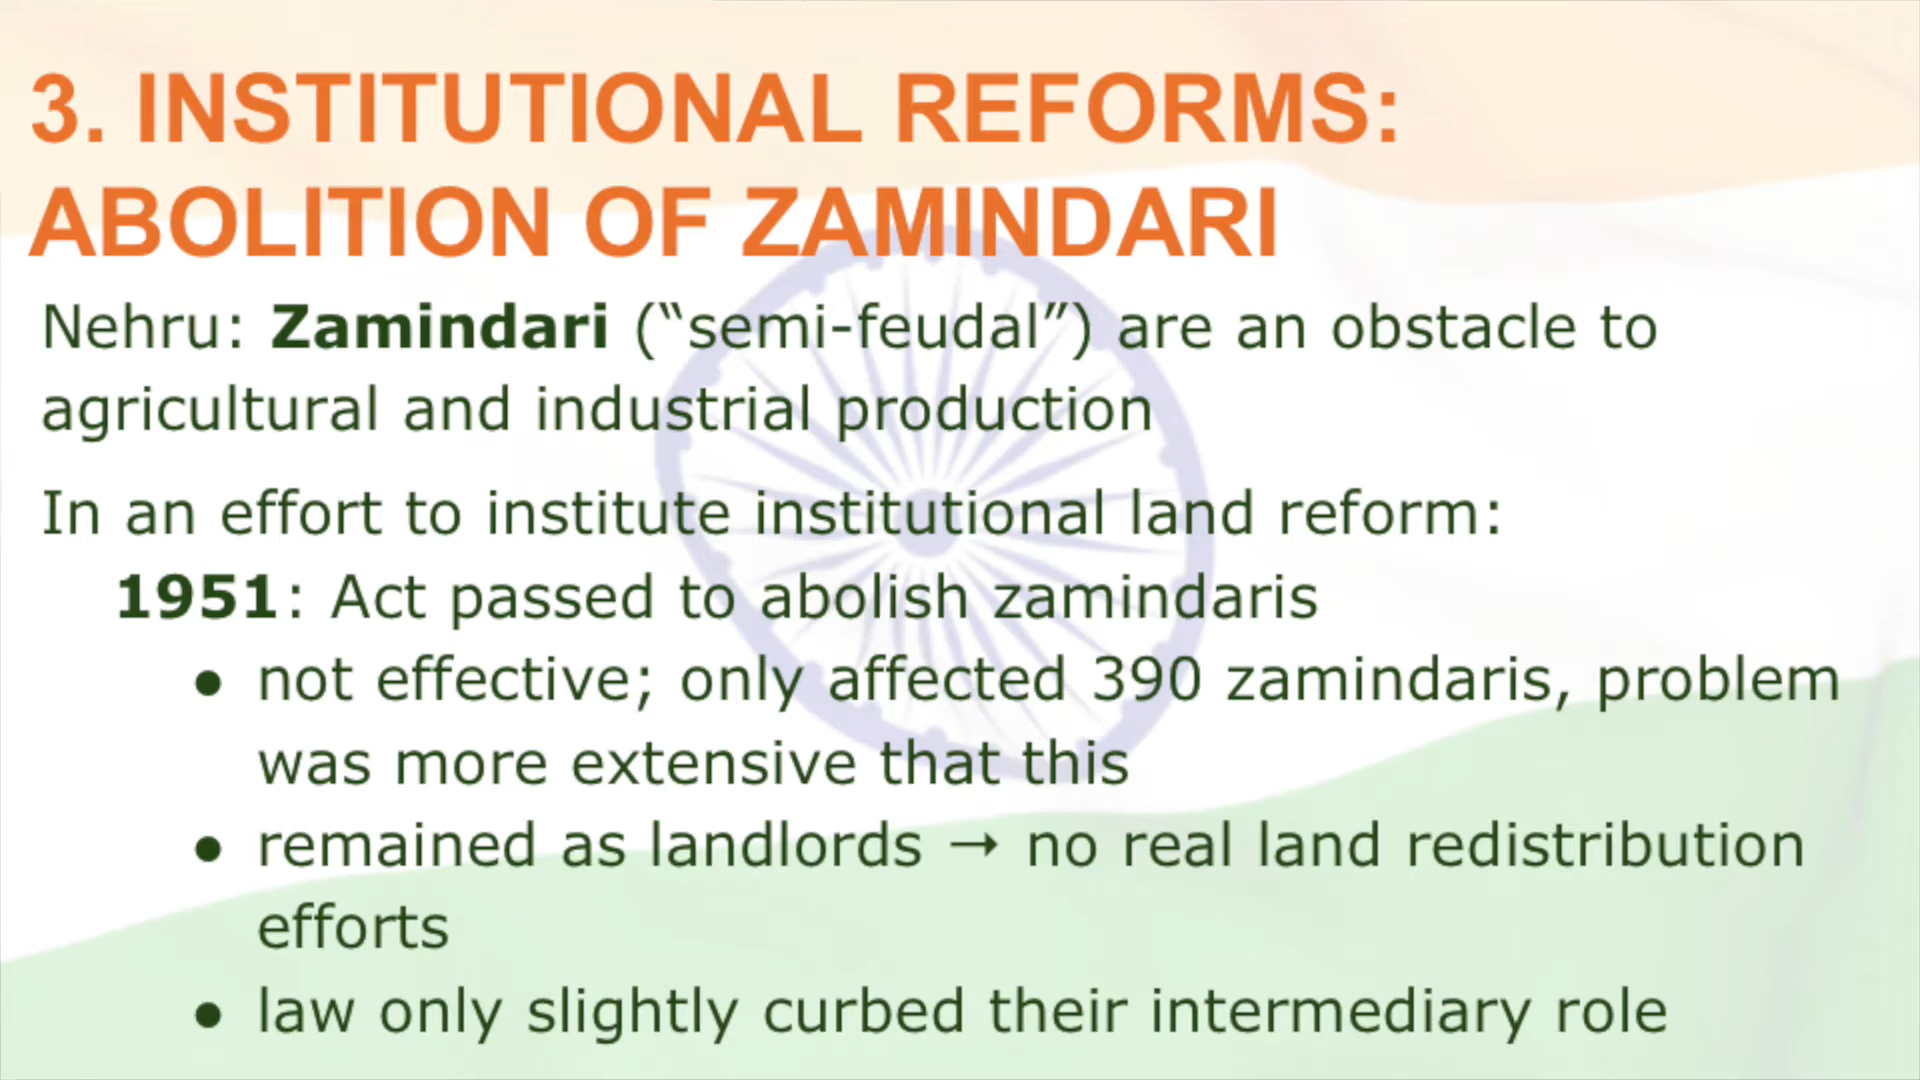 3. INSTITUTIONAL REFORMS:
ABOLITION OF ZAMINDARI
Nehru: Zamindari (“semi-feudal”) are an obstacle to
agricultural and industrial production
In an effort to institute institutional land reform:
1951: Act passed to abolish zamindaris
● not effective; only affected 390 zamindaris, problem
was more extensive that this
● remained as landlords → no real land redistribution
efforts
● law only slightly curbed their intermediary role